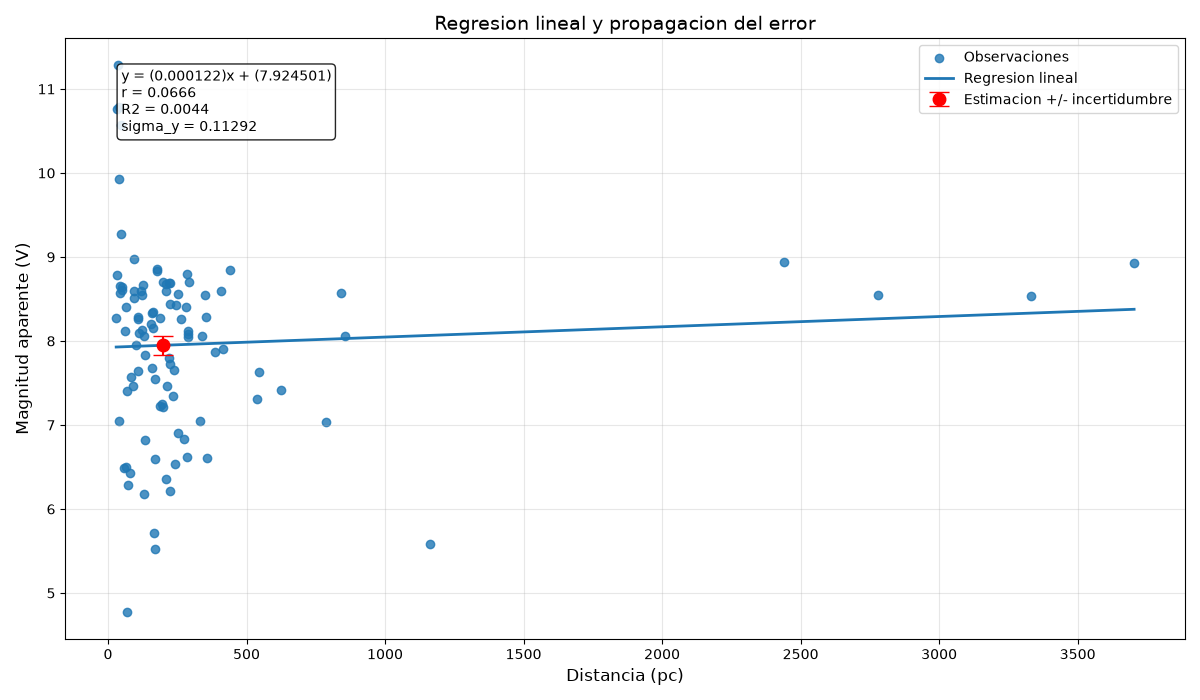 Regresion lineal y propagacion del error
y = (0.000122)x + (7.924501)
r = 0.0666
R2 = 0.0044
sigma_y = 0.11292
Observaciones
Regresion lineal
Estimacion +/- incertidumbre
Magnitud aparente (V)
11
10
9
8
7
6
5
0
500
1000
1500
2000
2500
3000
3500
Distancia (pc)